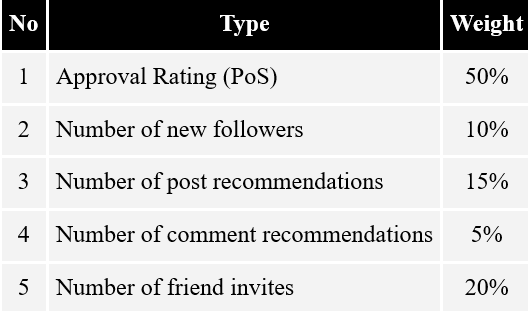 No Type Weight
1 Approval Rating (PoS) 50%
2 Number of new followers 10%
3 Number of post recommendations 15%
4 Number of comment recommendations 5%
5 Number of friend invites 20%